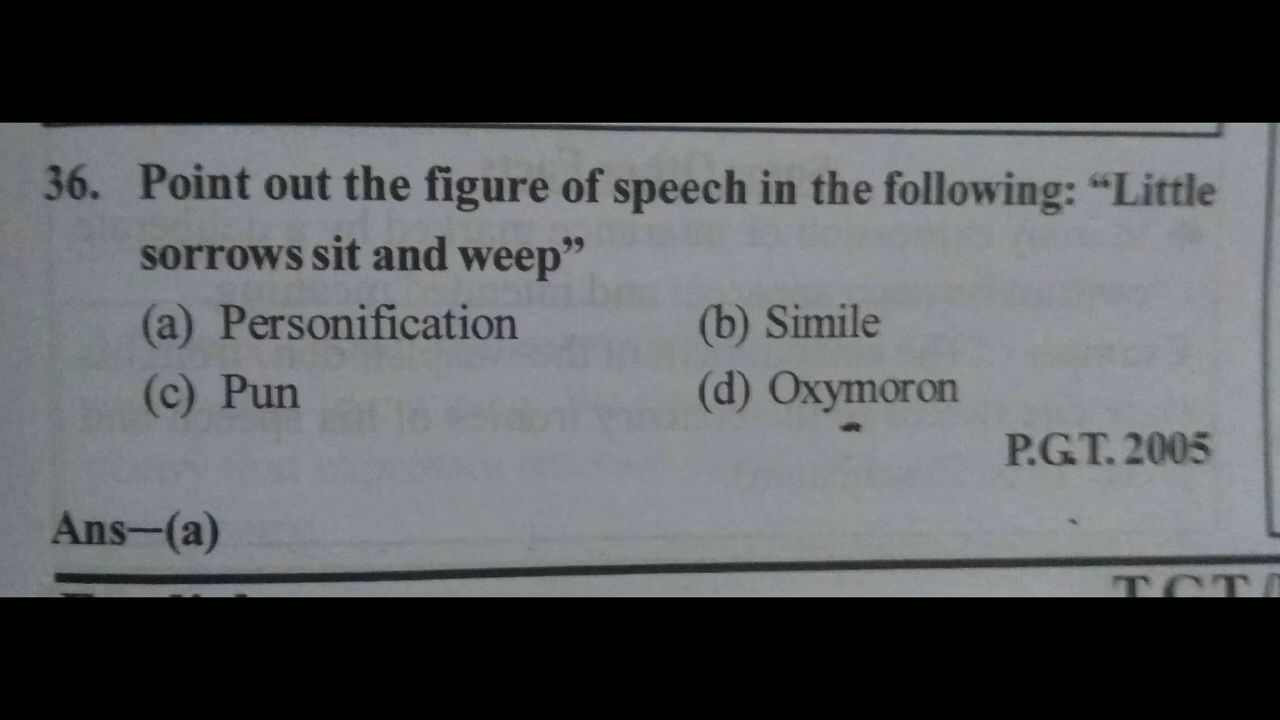 36. Point out the figure of speech in the following: “Little
sorrows sit and weep”
(a) Personification (b) Simile
(c) Pun (d) Oxymoron
P.G.T. 2005
Ans—(a)